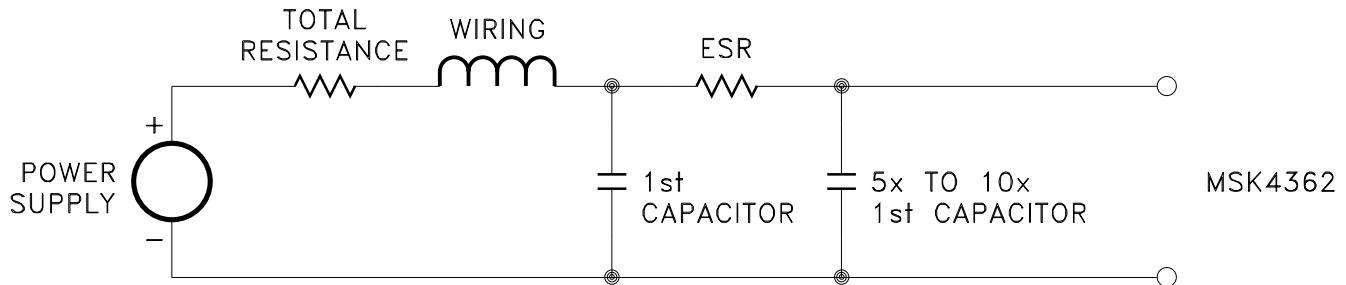 TOTAL
RESISTANCE
WIRING
ESR
+
POWER
SUPPLY
−
1st
CAPACITOR
5x TO 10x
1st CAPACITOR
MSK4362